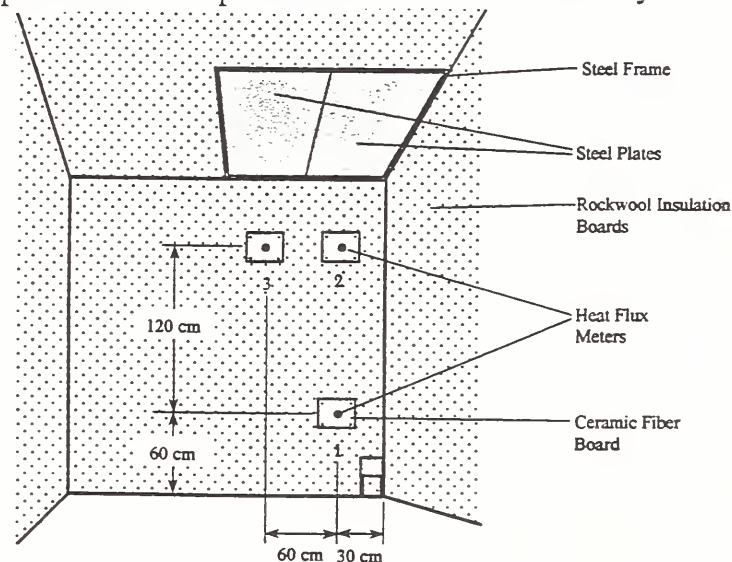 Steel Frame
Steel Plates
Rockwool Insulation
Boards
3
2
120 cm
Heat Flux
Meters
60 cm
1
Ceramic Fiber
Board
60 cm
30 cm